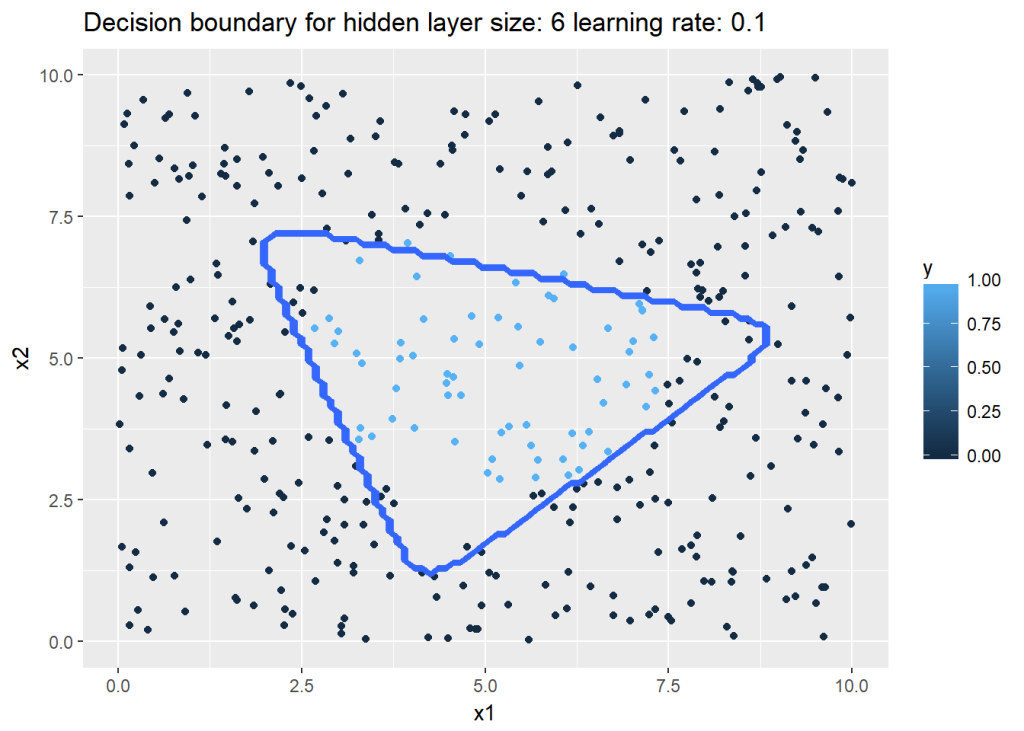 Decision boundary for hidden layer size: 6 learning rate: 0.1
10.0
7.5
5.0
2.5
0.0
x2
0.0 2.5 5.0 7.5 10.0
x1
y
1.00
0.75
0.50
0.25
0.00